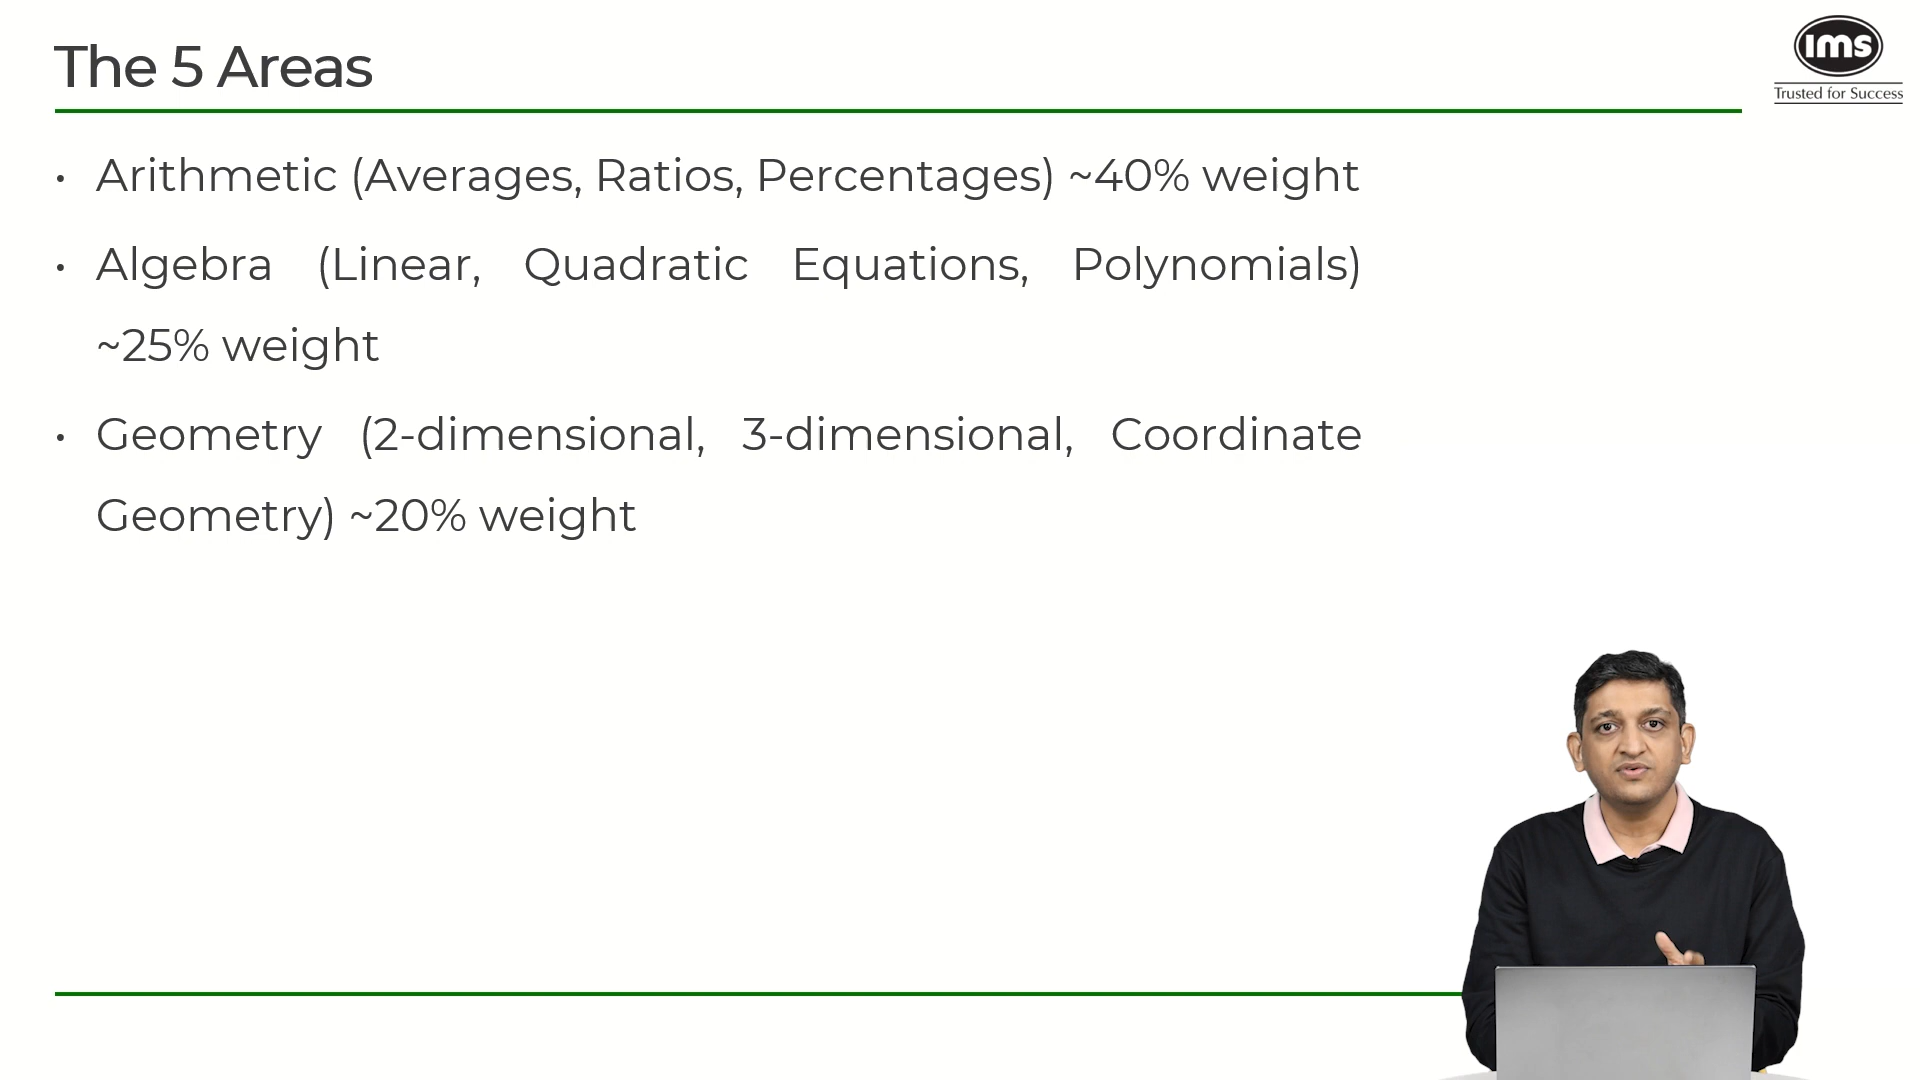 The 5 Areas
ims
Trusted for Success
• Arithmetic (Averages, Ratios, Percentages) ~40% weight
• Algebra (Linear, Quadratic Equations, Polynomials)
~25% weight
• Geometry (2-dimensional, 3-dimensional, Coordinate
Geometry) ~20% weight